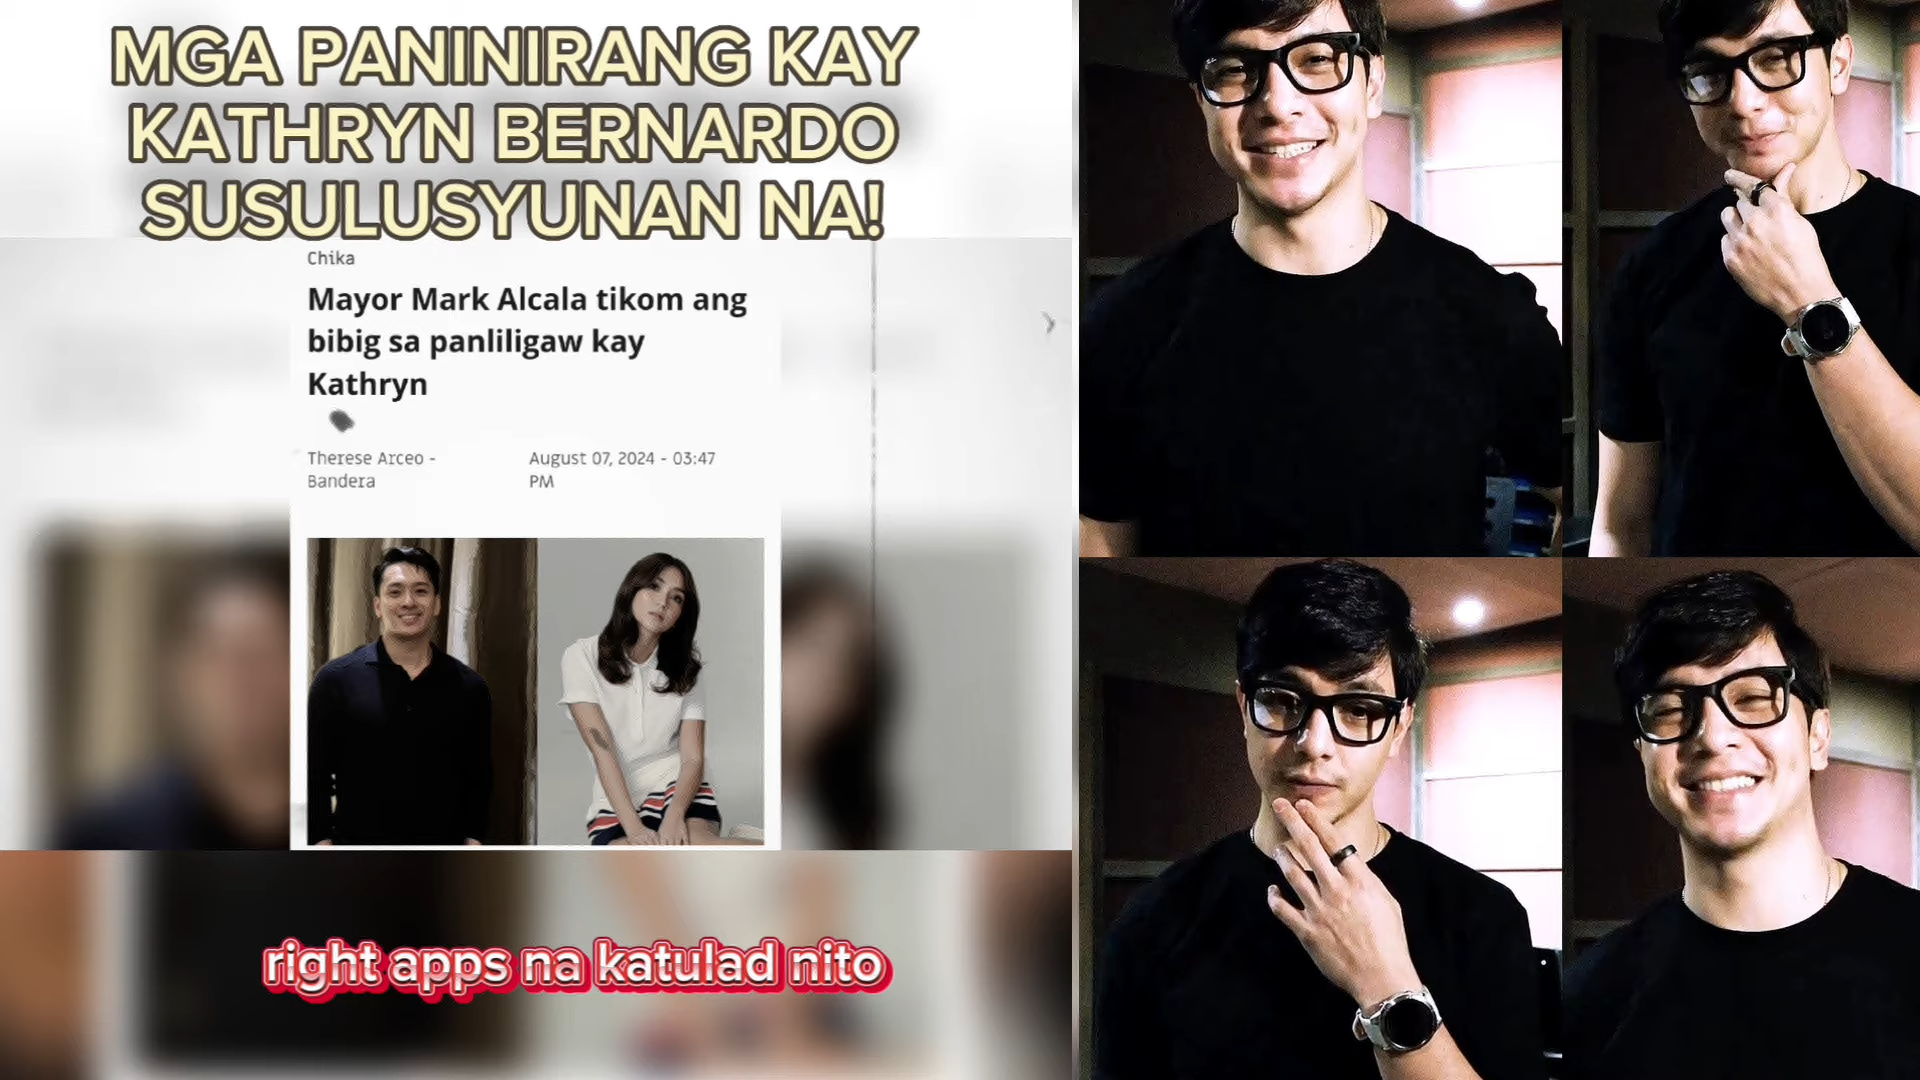 MGA PANINIRANG KAY
KATHRYN BERNARDO
SUSULUSYUNAN NA!
Chika
Mayor Mark Alcala tikom ang
bibig sa panliligaw kay
Kathryn
Therese Arceo -
Bandera
August 07, 2024 - 03:47
PM
right apps na katulad nito